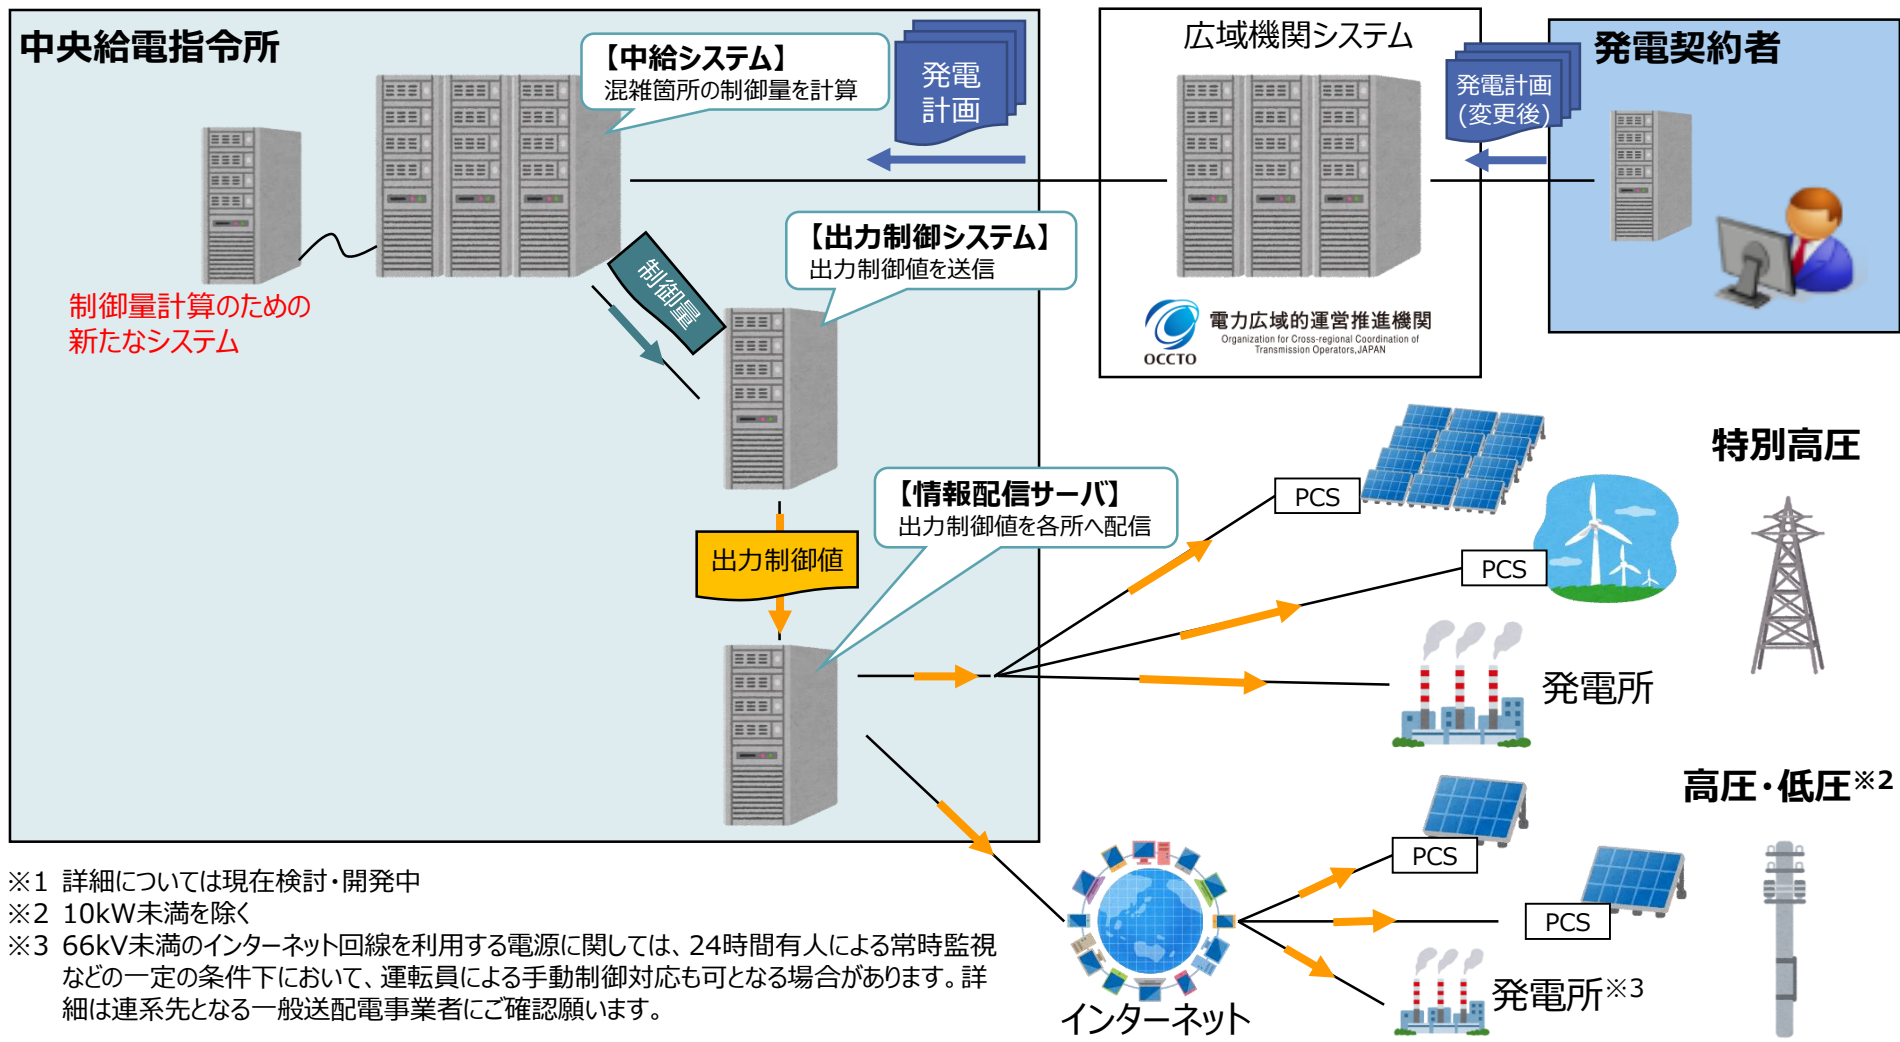 中央給電指令所
【中給システム】
混雑箇所の制御量を計算
発電
計画
広域機関システム
発電計画
(変更後)
発電契約者
制御量計算のための
新たなシステム
制御量
【出力制御システム】
出力制御値を送信
OCCTO
電力広域的運営推進機関
Organization for Cross-regional Coordination of
Transmission Operators,JAPAN
出力制御値
【情報配信サーバ】
出力制御値を各所へ配信
PCS
PCS
発電所
特別高圧
高圧・低圧※2
PCS
PCS
発電所※3
インターネット
※1 詳細については現在検討・開発中
※2 10kW未満を除く
※3 66kV未満のインターネット回線を利用する電源に関しては、24時間有人による常時監視
などの一定の条件下において、運転員による手動制御対応も可となる場合があります。詳
細は連系先となる一般送配電事業者にご確認願います。